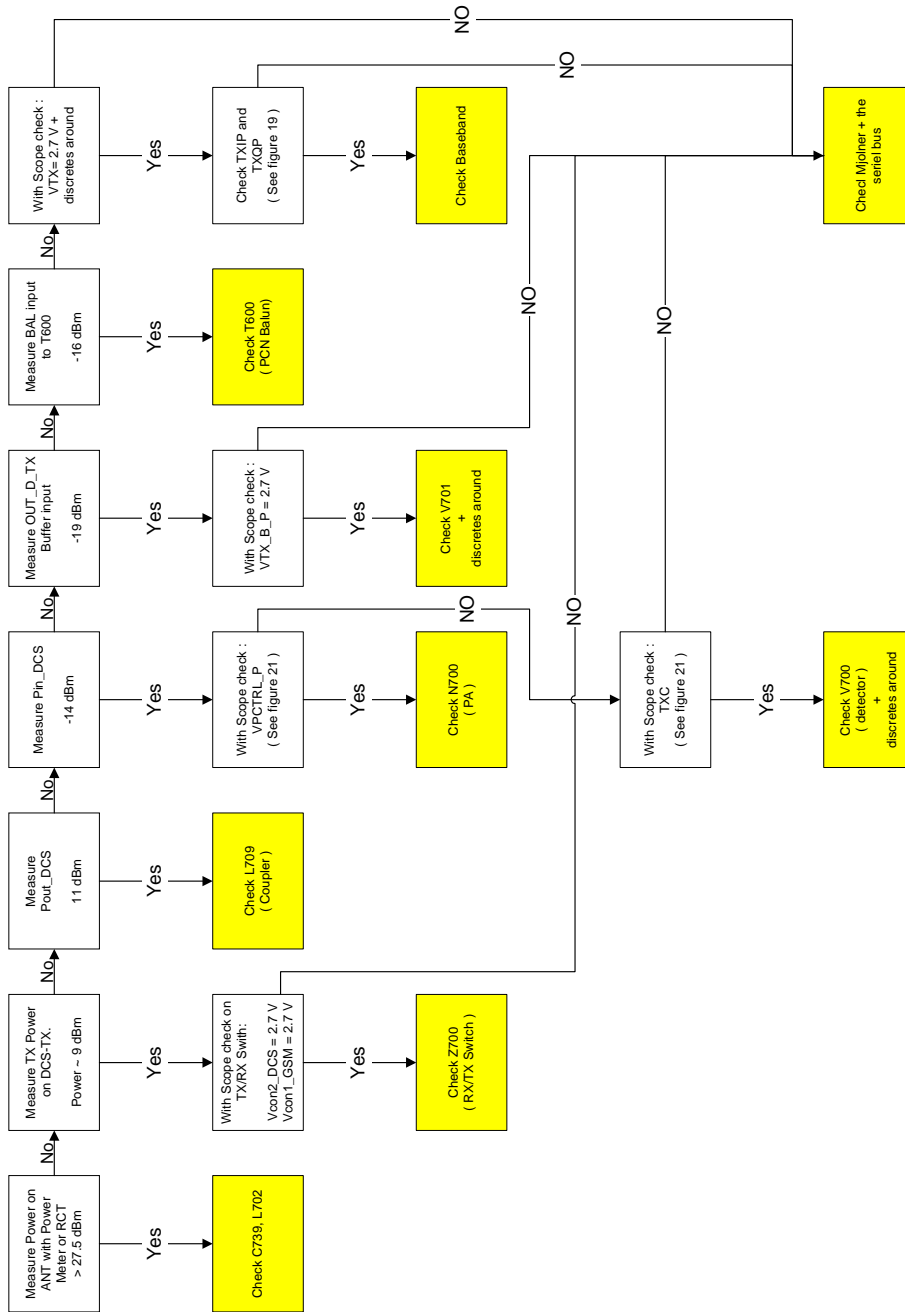 Measure Power on
ANT with Power
Meter or RCT
> 27.5 dBm
No
Measure TX Power
on DCS-TX.
Power ~ 9 dBm
No
Measure
Pout_DCS
11 dBm
No
Measure Pin_DCS
-14 dBm
No
Measure OUT_D_TX
Buffer input
-19 dBm
No
Measure BAL input
to T600
-16 dBm
No
With Scope check :
VTX= 2.7 V +
discretes around
NO
Yes
Yes
Yes
Yes
Yes
Yes
Yes
Check C739, L702
With Scope check on
TX/RX Swith:
Vcon2_DCS = 2.7 V
Vcon1_GSM = 2.7 V
Check L709
( Coupler )
With Scope check :
VPCTRL_P
( See figure 21 )
With Scope check :
VTX_B_P = 2.7 V
Check T600
( PCN Balun)
Check TXIP and
TXQP
( See figure 19 )
NO
Yes
Yes
NO
Yes
NO
Yes
Check Z700
( RX/TX Switch )
Check N700
( PA )
Check V701
+
discretes around
Check Baseband
NO
With Scope check :
TXC
( See figure 21 )
NO
Yes
Check V700
( detector )
+
discretes around
Checl Mjolner + the
seriel bus